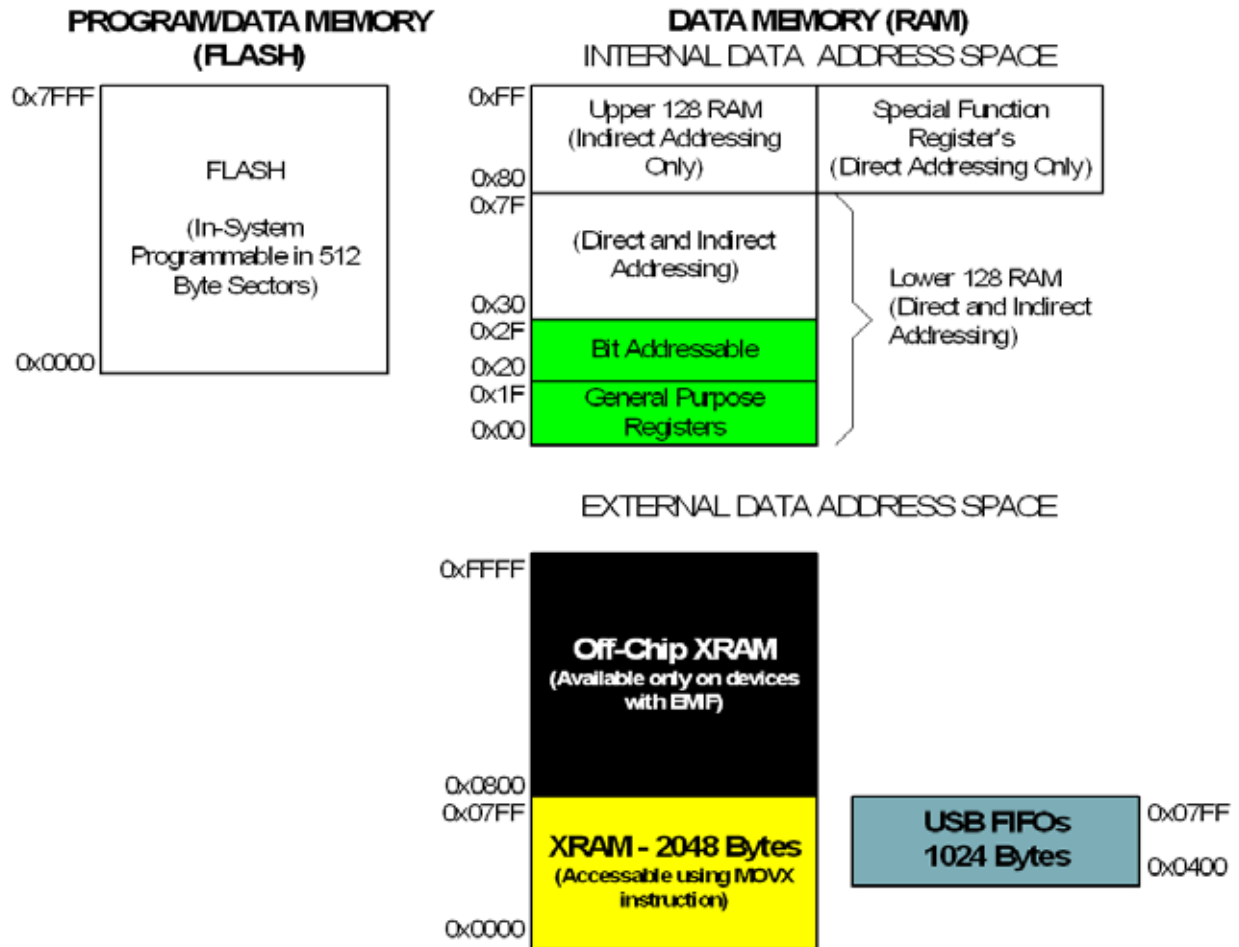 PROGRAM/DATA MEMORY
(FLASH)
0x7FFF
FLASH
(In-System
Programmable in 512
Byte Sectors)
0x0000
DATA MEMORY (RAM)
INTERNAL DATA ADDRESS SPACE
0xFF
Upper 128 RAM
(Indirect Addressing
Only)
0x80
Special Function
Register's
(Direct Addressing Only)
0x7F
(Direct and Indirect
Addressing)
0x30
Lower 128 RAM
(Direct and Indirect
Addressing)
0x2F
Bit Addressable
0x20
0x1F
General Purpose
Registers
0x00
EXTERNAL DATA ADDRESS SPACE
0xFFFF
Off-Chip XRAM
(Available only on devices
with EMIF)
0x0800
0x07FF
XRAM - 2048 Bytes
(Accessable using MOVX
instruction)
0x0000
USB FIFOs
1024 Bytes
0x07FF
0x0400